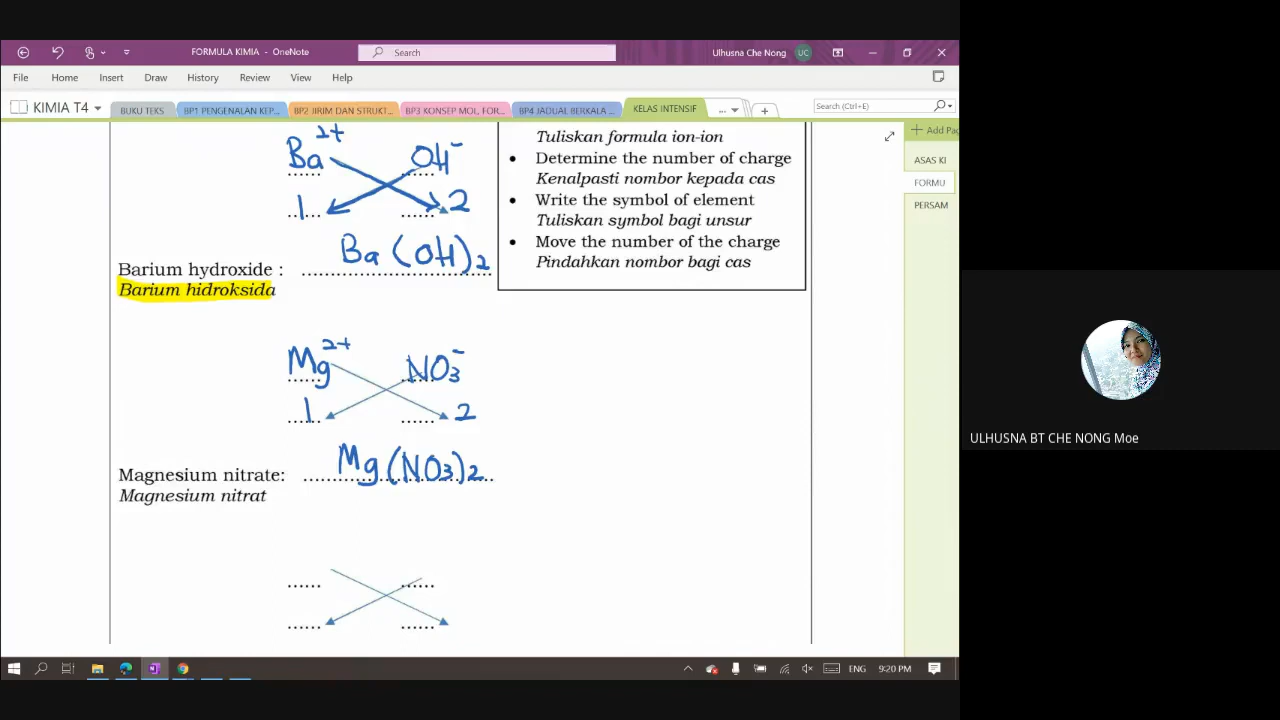 FORMULA KIMIA - OneNote
Search
Ulhusna Che Nong
UC
File Home Insert Draw History Review View Help
KIMIA T4
BUKU TEKS
BP1 PENGENALAN KEP...
BP2 JIRIM DAN STRUKT...
BP3 KONSEP MOL, FOR...
BP4 JADUAL BERKALA ...
KELAS INTENSIF
...
Search (Ctrl+E)
Add Pag
ASAS KI
FORMU
PERSAM
Ba2+ OH-
1 2
Ba(OH)2
Barium hydroxide : ................................
Barium hidroksida
Tuliskan formula ion-ion
• Determine the number of charge
Kenalpasti nombor kepada cas
• Write the symbol of element
Tuliskan symbol bagi unsur
• Move the number of the charge
Pindahkan nombor bagi cas
Mg2+ NO3-
1 2
Mg(NO3)2
Magnesium nitrate: ................................
Magnesium nitrat
...... ......
...... ......
ULHUSNA BT CHE NONG Moe
ENG
9:20 PM